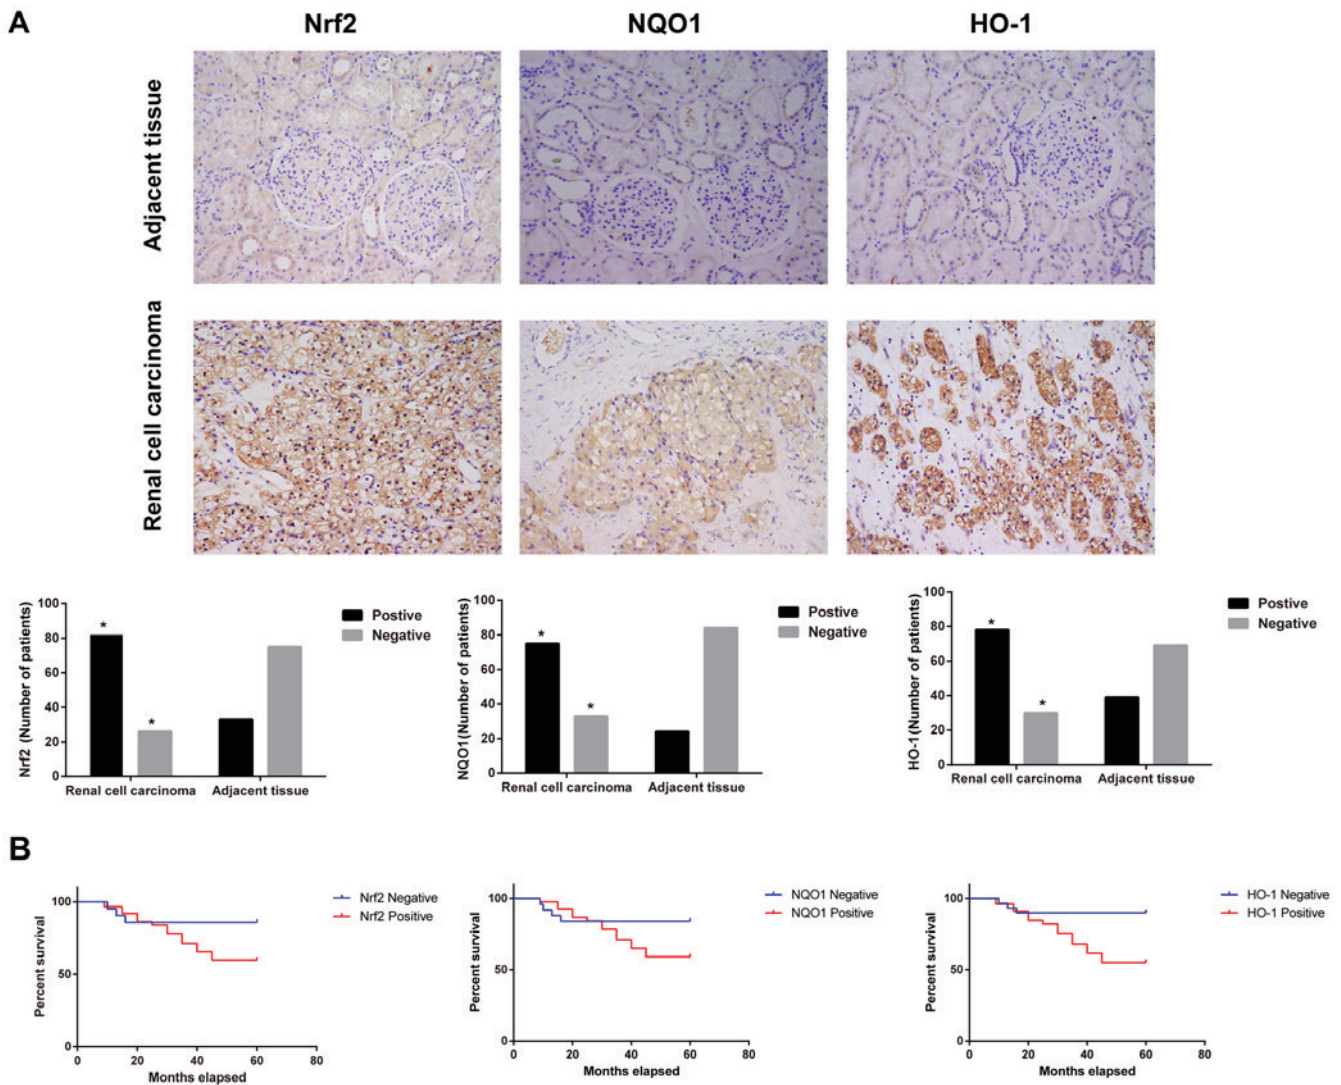 A
Nrf2
NQO1
HO-1
Adjacent tissue
Renal cell carcinoma
Nrf2 (Number of patients)
100
80
60
40
20
0
*
*
Renal cell carcinoma
Adjacent tissue
Postive
Negative
NQO1(Number of patients)
100
80
60
40
20
0
*
*
Renal cell carcinoma
Adjacent tissue
Postive
Negative
HO-1(Number of patients)
100
80
60
40
20
0
*
*
Renal cell carcinoma
Adjacent tissue
Postive
Negative
B
Percent survival
100
50
0
0
20
40
60
80
Months elapsed
Nrf2 Negative
Nrf2 Positive
Percent survival
100
50
0
0
20
40
60
80
Months elapsed
NQO1 Negative
NQO1 Positive
Percent survival
100
50
0
0
20
40
60
80
Months elapsed
HO-1 Negative
HO-1 Positive